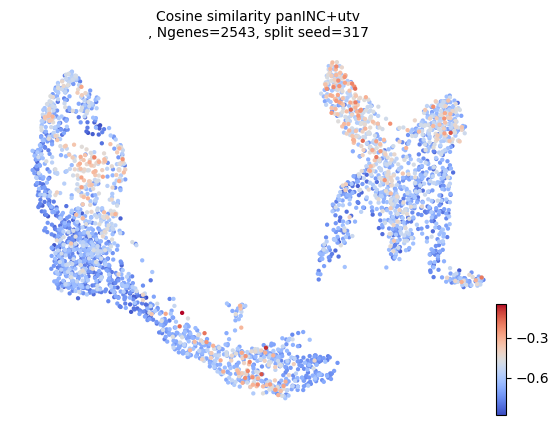 Cosine similarity panINC+utv
, Ngenes=2543, split seed=317
−0.3
−0.6